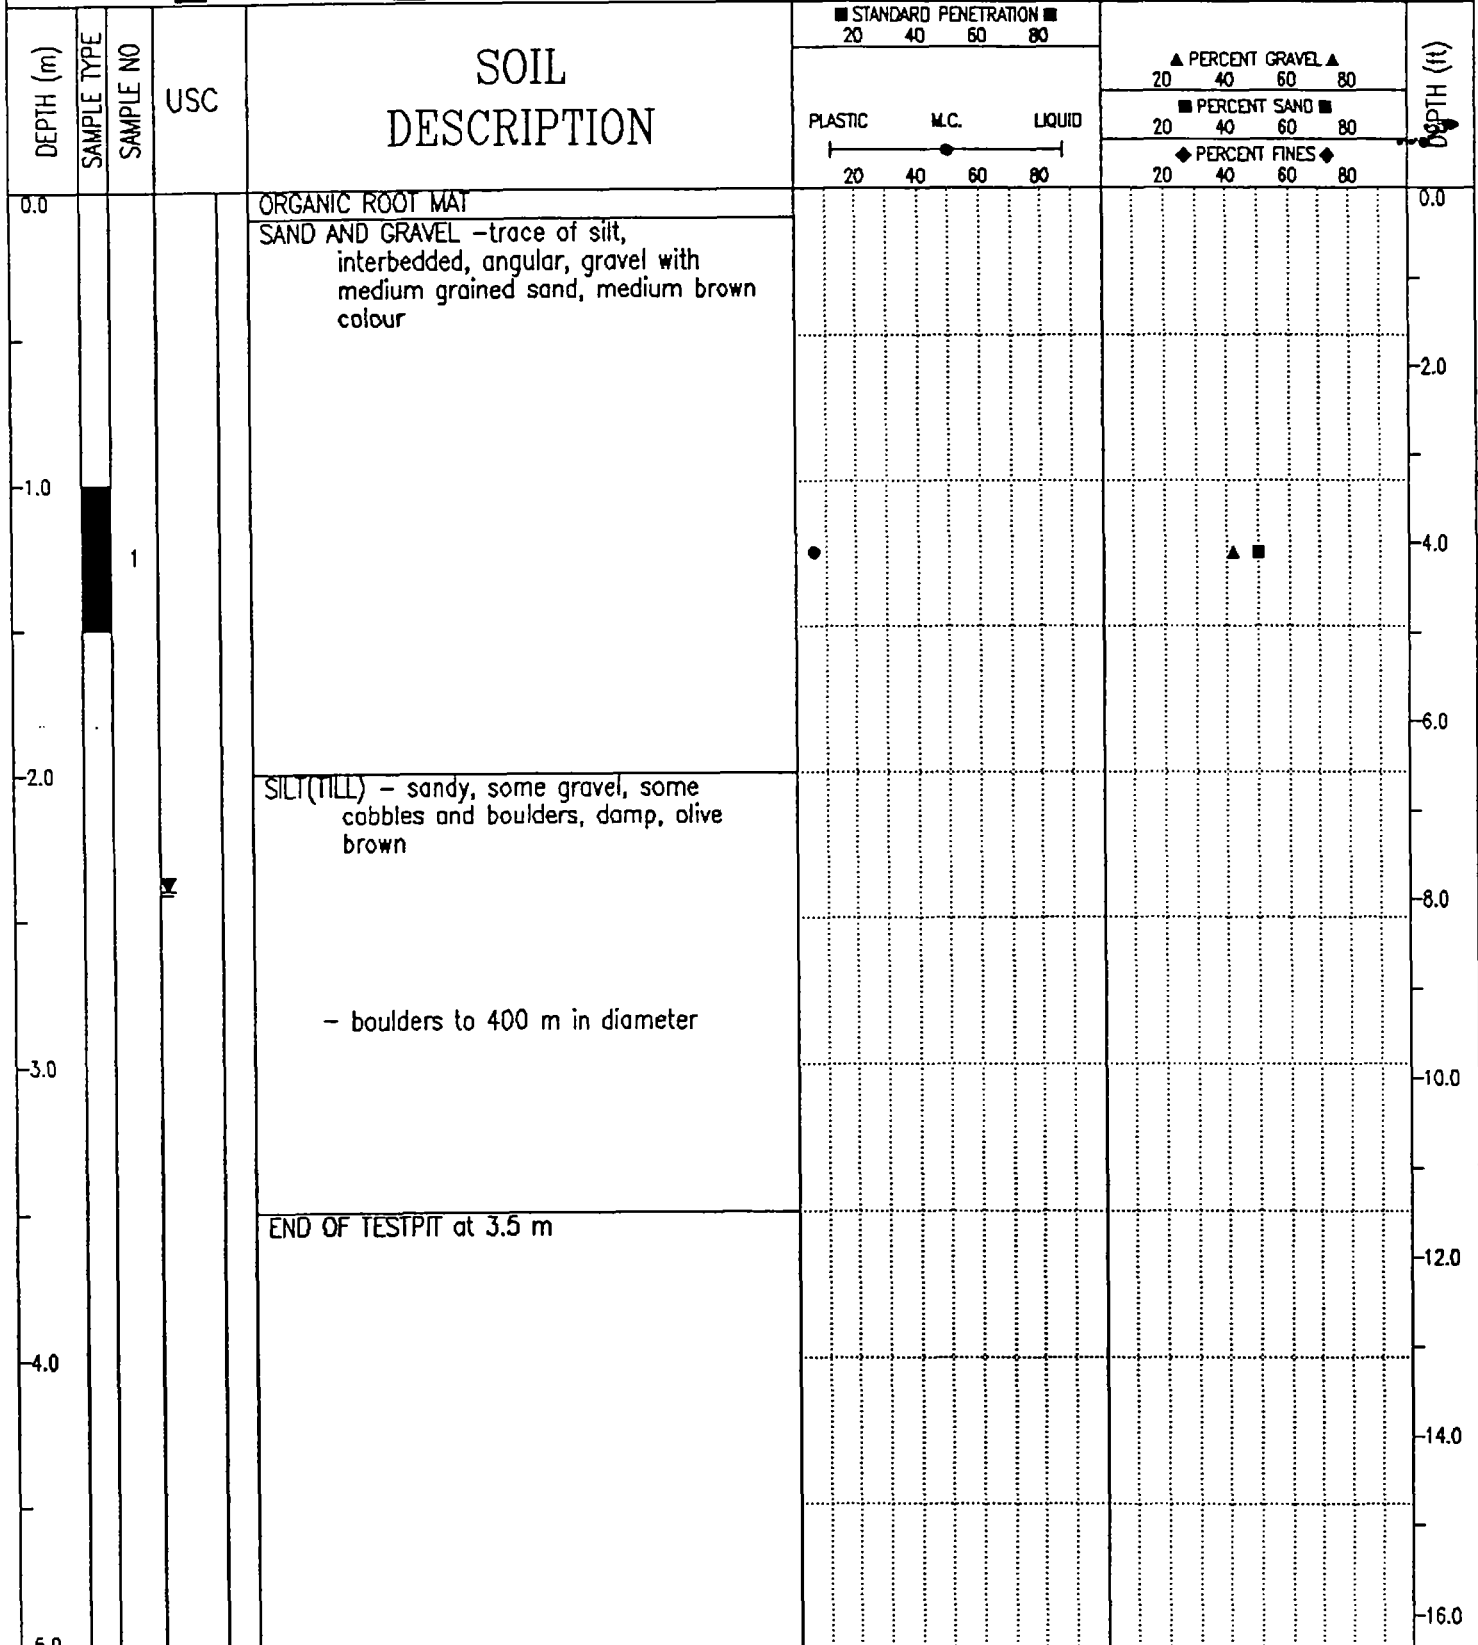 DEPTH (m)
SAMPLE TYPE
SAMPLE NO
USC
SOIL
DESCRIPTION
■ STANDARD PENETRATION ■
20 40 60 80
PLASTIC M.C. LIQUID
20 40 60 80
▲ PERCENT GRAVEL ▲
20 40 60 80
■ PERCENT SAND ■
20 40 60 80
◆ PERCENT FINES ◆
20 40 60 80
DEPTH (ft)
0.0
ORGANIC ROOT MAT
0.0
SAND AND GRAVEL -trace of silt,
interbedded, angular, gravel with
medium grained sand, medium brown
colour
2.0
1.0
4.0
1
6.0
2.0
SILT(TILL) - sandy, some gravel, some
cobbles and boulders, damp, olive
brown
8.0
- boulders to 400 m in diameter
3.0
10.0
END OF TESTPIT at 3.5 m
12.0
4.0
14.0
16.0